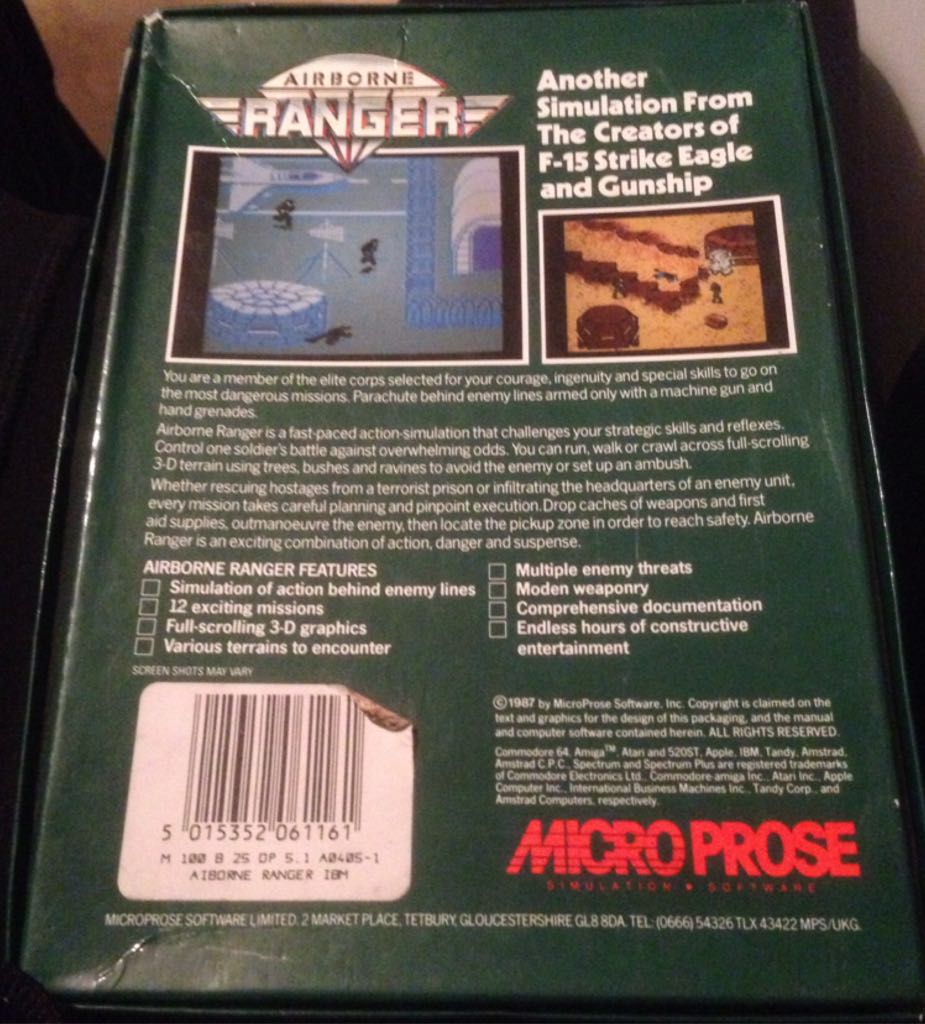 AIRBORNE
RANGER
Another
Simulation From
The Creators of
F-15 Strike Eagle
and Gunship
You are a member of the elite corps selected for your courage, ingenuity and special skills to go on
the most dangerous missions. Parachute behind enemy lines armed only with a machine gun and
hand grenades.
Airborne Ranger is a fast-paced action-simulation that challenges your strategic skills and reflexes.
Control one soldier's battle against overwhelming odds. You can run, walk or crawl across full-scrolling
3-D terrain using trees, bushes and ravines to avoid the enemy or set up an ambush.
Whether rescuing hostages from a terrorist prison or infiltrating the headquarters of an enemy unit,
every mission takes careful planning and pinpoint execution. Drop caches of weapons and first
aid supplies, outmanoeuvre the enemy, then locate the pickup zone in order to reach safety. Airborne
Ranger is an exciting combination of action, danger and suspense.
AIRBORNE RANGER FEATURES
Simulation of action behind enemy lines
12 exciting missions
Full-scrolling 3-D graphics
Various terrains to encounter
Multiple enemy threats
Moden weaponry
Comprehensive documentation
Endless hours of constructive
entertainment
SCREEN SHOTS MAY VARY
5 015352 061161
M 100 B 25 OP 5.1 A0405-1
AIBORNE RANGER IBM
©1987 by MicroProse Software, Inc. Copyright is claimed on the
text and graphics for the design of this packaging, and the manual
and computer software contained herein. ALL RIGHTS RESERVED.
Commodore 64, Amiga™, Atari and 520ST, Apple, IBM, Tandy, Amstrad,
Amstrad C.P.C., Spectrum and Spectrum Plus are registered trademarks
of Commodore Electronics Ltd., Commodore-amiga Inc., Atari Inc., Apple
Computer Inc., International Business Machines Inc., Tandy Corp., and
Amstrad Computers, respectively.
MICRO PROSE
SIMULATION • SOFTWARE
MICROPROSE SOFTWARE LIMITED, 2 MARKET PLACE, TETBURY, GLOUCESTERSHIRE GL8 8DA. TEL: (0666) 54326 TLX 43422 MPS/UKG.